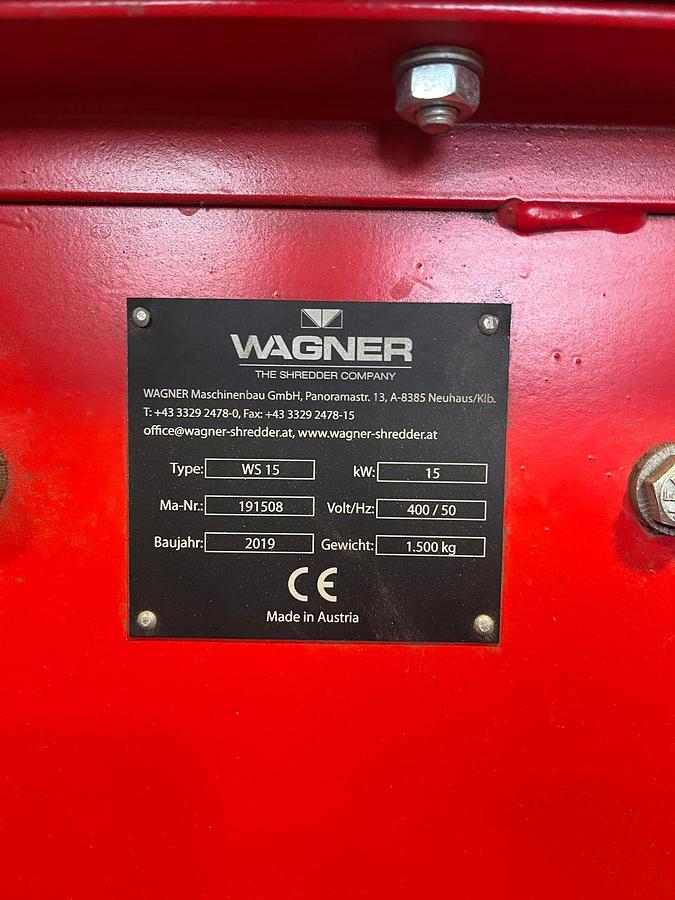 WAGNER
THE SHREDDER COMPANY
WAGNER Maschinenbau GmbH, Panoramastr. 13, A-8385 Neuhaus/Klb.
T: +43 3329 2478-0, Fax: +43 3329 2478-15
office@wagner-shredder.at, www.wagner-shredder.at
Type: WS 15 kW: 15
Ma-Nr.: 191508 Volt/Hz: 400 / 50
Baujahr: 2019 Gewicht: 1.500 kg
CE
Made in Austria